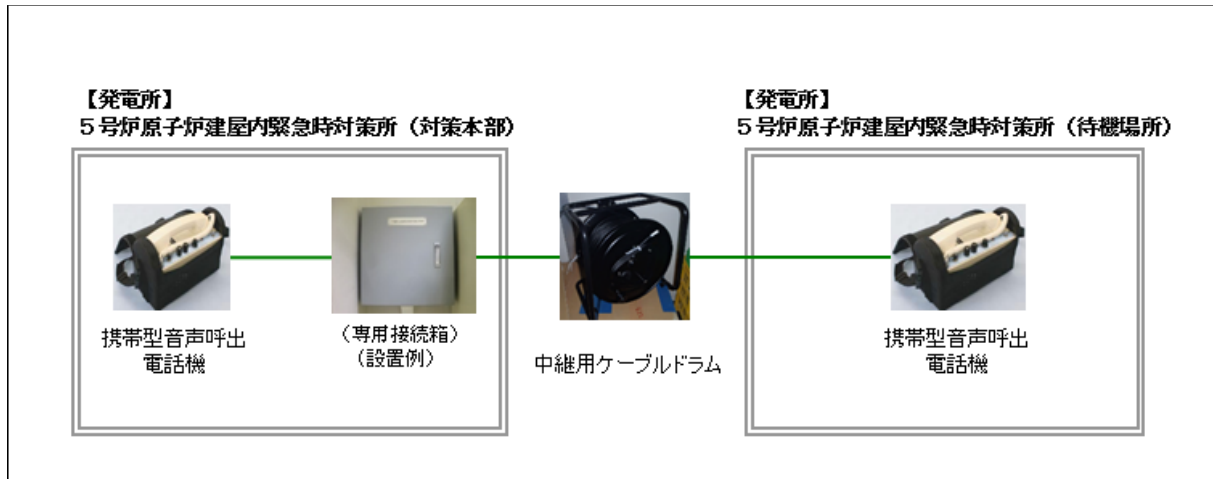 【発電所】
5号炉原子炉建屋内緊急時対策所（対策本部）
【発電所】
5号炉原子炉建屋内緊急時対策所（待機場所）
携帯型音声呼出
電話機
（専用接続箱）
（設置例）
中継用ケーブルドラム
携帯型音声呼出
電話機